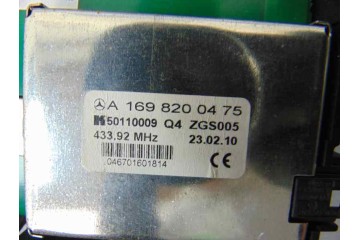 A 169 820 04 75
50110009 Q4 ZGS005
433,92 MHz 23.02.10
046701601814 CE